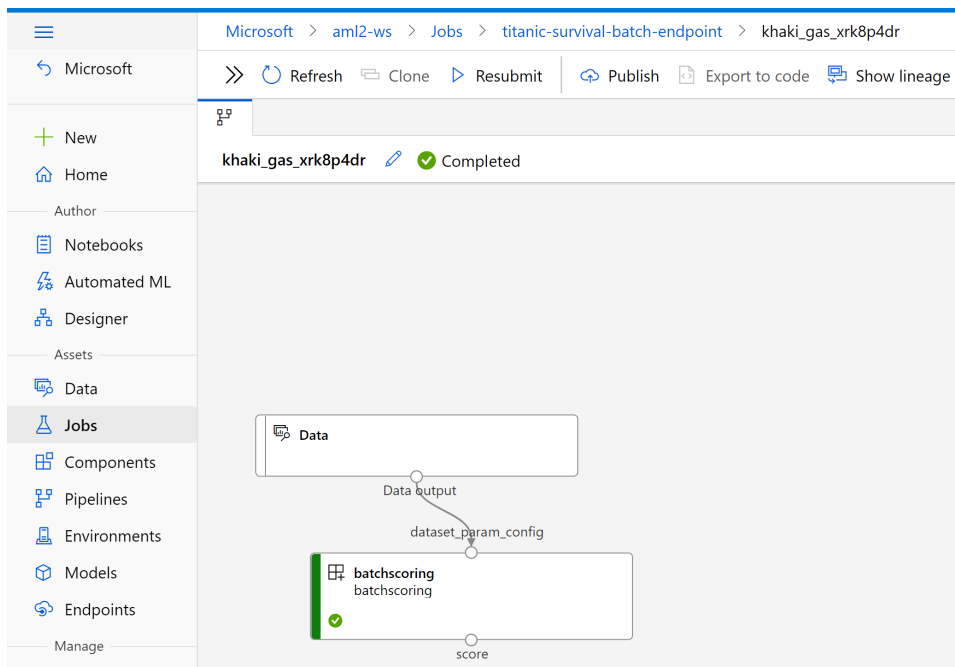 Microsoft > aml2-ws > Jobs > titanic-survival-batch-endpoint > khaki_gas_xrk8p4dr
Microsoft
Refresh Clone Resubmit Publish Export to code Show lineage
New
Home
Author
Notebooks
Automated ML
Designer
Assets
Data
Jobs
Components
Pipelines
Environments
Models
Endpoints
Manage
khaki_gas_xrk8p4dr Completed
Data
Data output
dataset_param_config
batchscoring
batchscoring
score